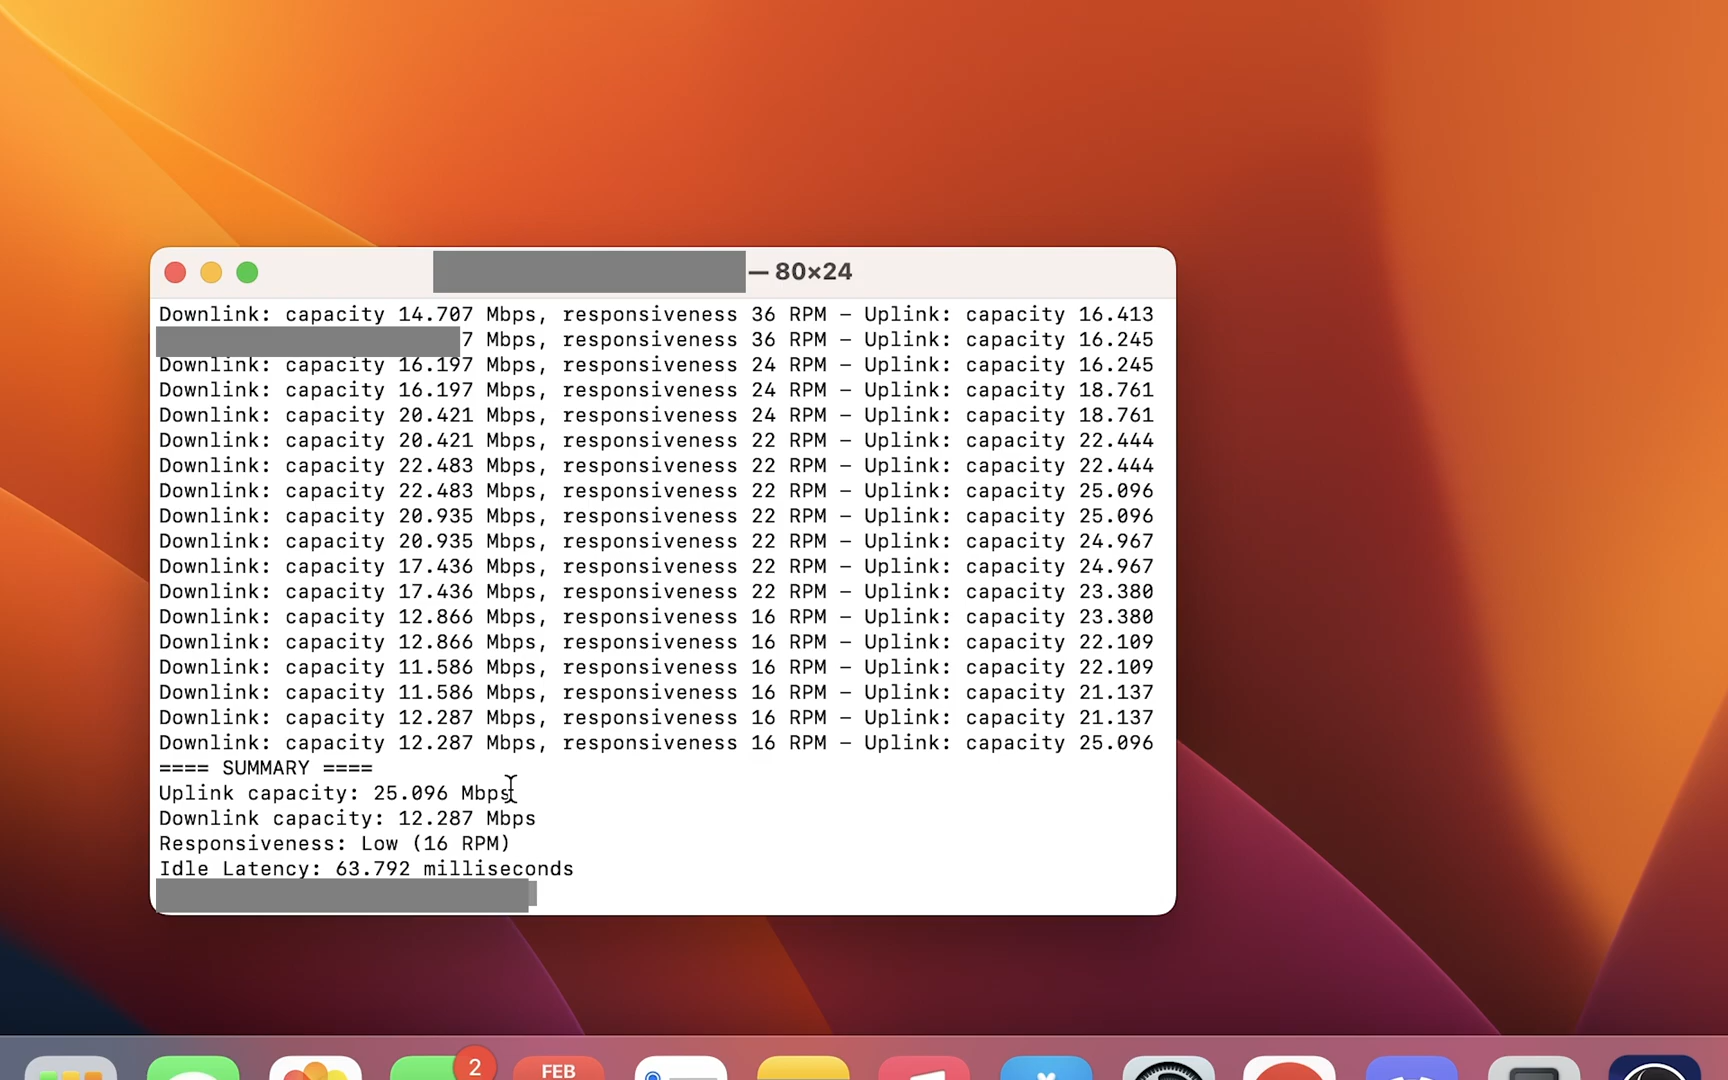 — 80×24
Downlink: capacity 14.707 Mbps, responsiveness 36 RPM – Uplink: capacity 16.413
7 Mbps, responsiveness 36 RPM – Uplink: capacity 16.245
Downlink: capacity 16.197 Mbps, responsiveness 24 RPM – Uplink: capacity 16.245
Downlink: capacity 16.197 Mbps, responsiveness 24 RPM – Uplink: capacity 18.761
Downlink: capacity 20.421 Mbps, responsiveness 24 RPM – Uplink: capacity 18.761
Downlink: capacity 20.421 Mbps, responsiveness 22 RPM – Uplink: capacity 22.444
Downlink: capacity 22.483 Mbps, responsiveness 22 RPM – Uplink: capacity 22.444
Downlink: capacity 22.483 Mbps, responsiveness 22 RPM – Uplink: capacity 25.096
Downlink: capacity 20.935 Mbps, responsiveness 22 RPM – Uplink: capacity 25.096
Downlink: capacity 20.935 Mbps, responsiveness 22 RPM – Uplink: capacity 24.967
Downlink: capacity 17.436 Mbps, responsiveness 22 RPM – Uplink: capacity 24.967
Downlink: capacity 17.436 Mbps, responsiveness 22 RPM – Uplink: capacity 23.380
Downlink: capacity 12.866 Mbps, responsiveness 16 RPM – Uplink: capacity 23.380
Downlink: capacity 12.866 Mbps, responsiveness 16 RPM – Uplink: capacity 22.109
Downlink: capacity 11.586 Mbps, responsiveness 16 RPM – Uplink: capacity 22.109
Downlink: capacity 11.586 Mbps, responsiveness 16 RPM – Uplink: capacity 21.137
Downlink: capacity 12.287 Mbps, responsiveness 16 RPM – Uplink: capacity 21.137
Downlink: capacity 12.287 Mbps, responsiveness 16 RPM – Uplink: capacity 25.096
==== SUMMARY ====
Uplink capacity: 25.096 Mbps
Downlink capacity: 12.287 Mbps
Responsiveness: Low (16 RPM)
Idle Latency: 63.792 milliseconds
2
FEB